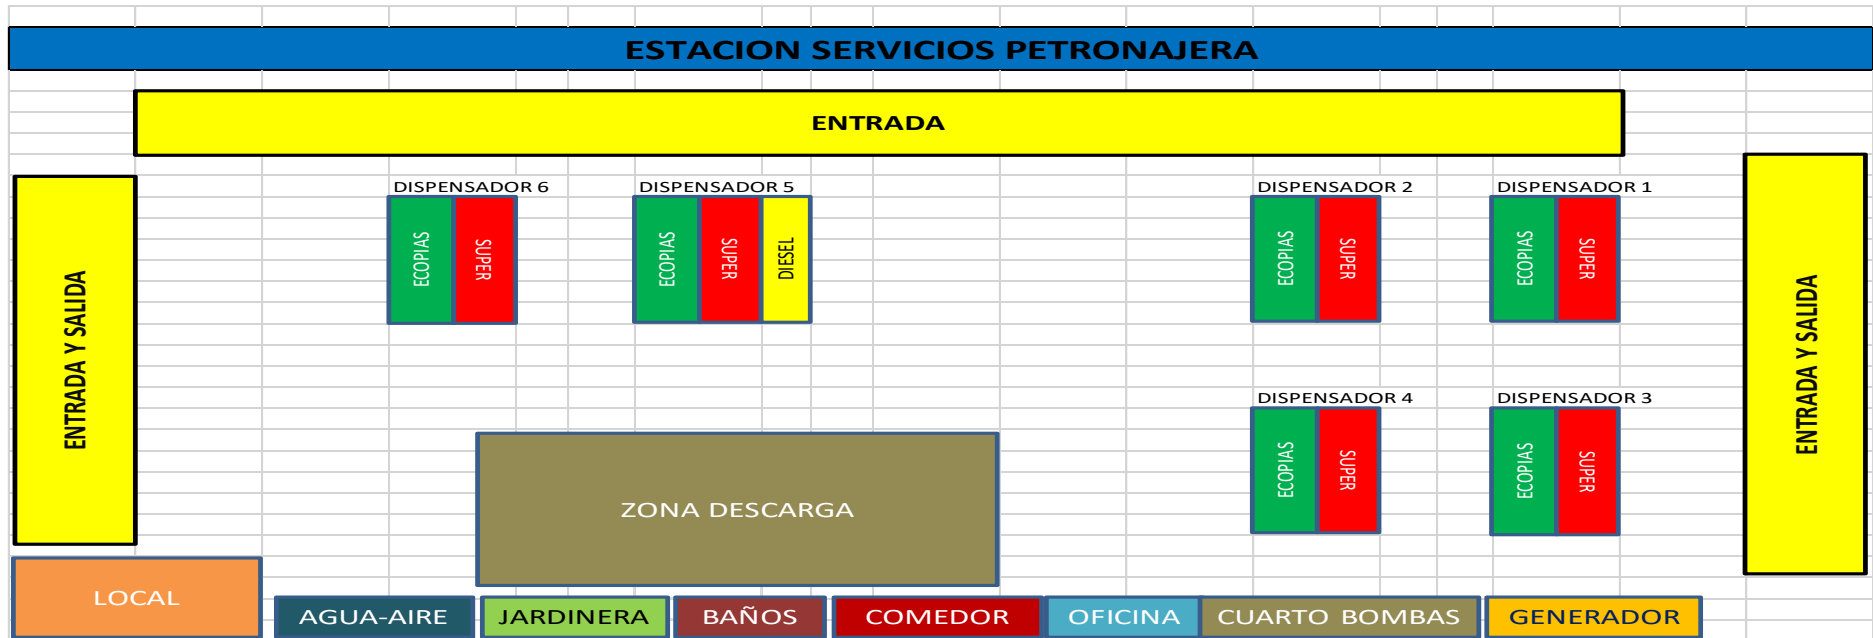 ESTACION SERVICIOS PETRONAJERA
ENTRADA
ENTRADA Y SALIDA
DISPENSADOR 6
ECOPIAS
SUPER
DISPENSADOR 5
ECOPIAS
SUPER
DIESEL
DISPENSADOR 2
ECOPIAS
SUPER
DISPENSADOR 1
ECOPIAS
SUPER
ENTRADA Y SALIDA
DISPENSADOR 4
ECOPIAS
SUPER
DISPENSADOR 3
ECOPIAS
SUPER
ZONA DESCARGA
LOCAL
AGUA-AIRE
JARDINERA
BAÑOS
COMEDOR
OFICINA
CUARTO BOMBAS
GENERADOR